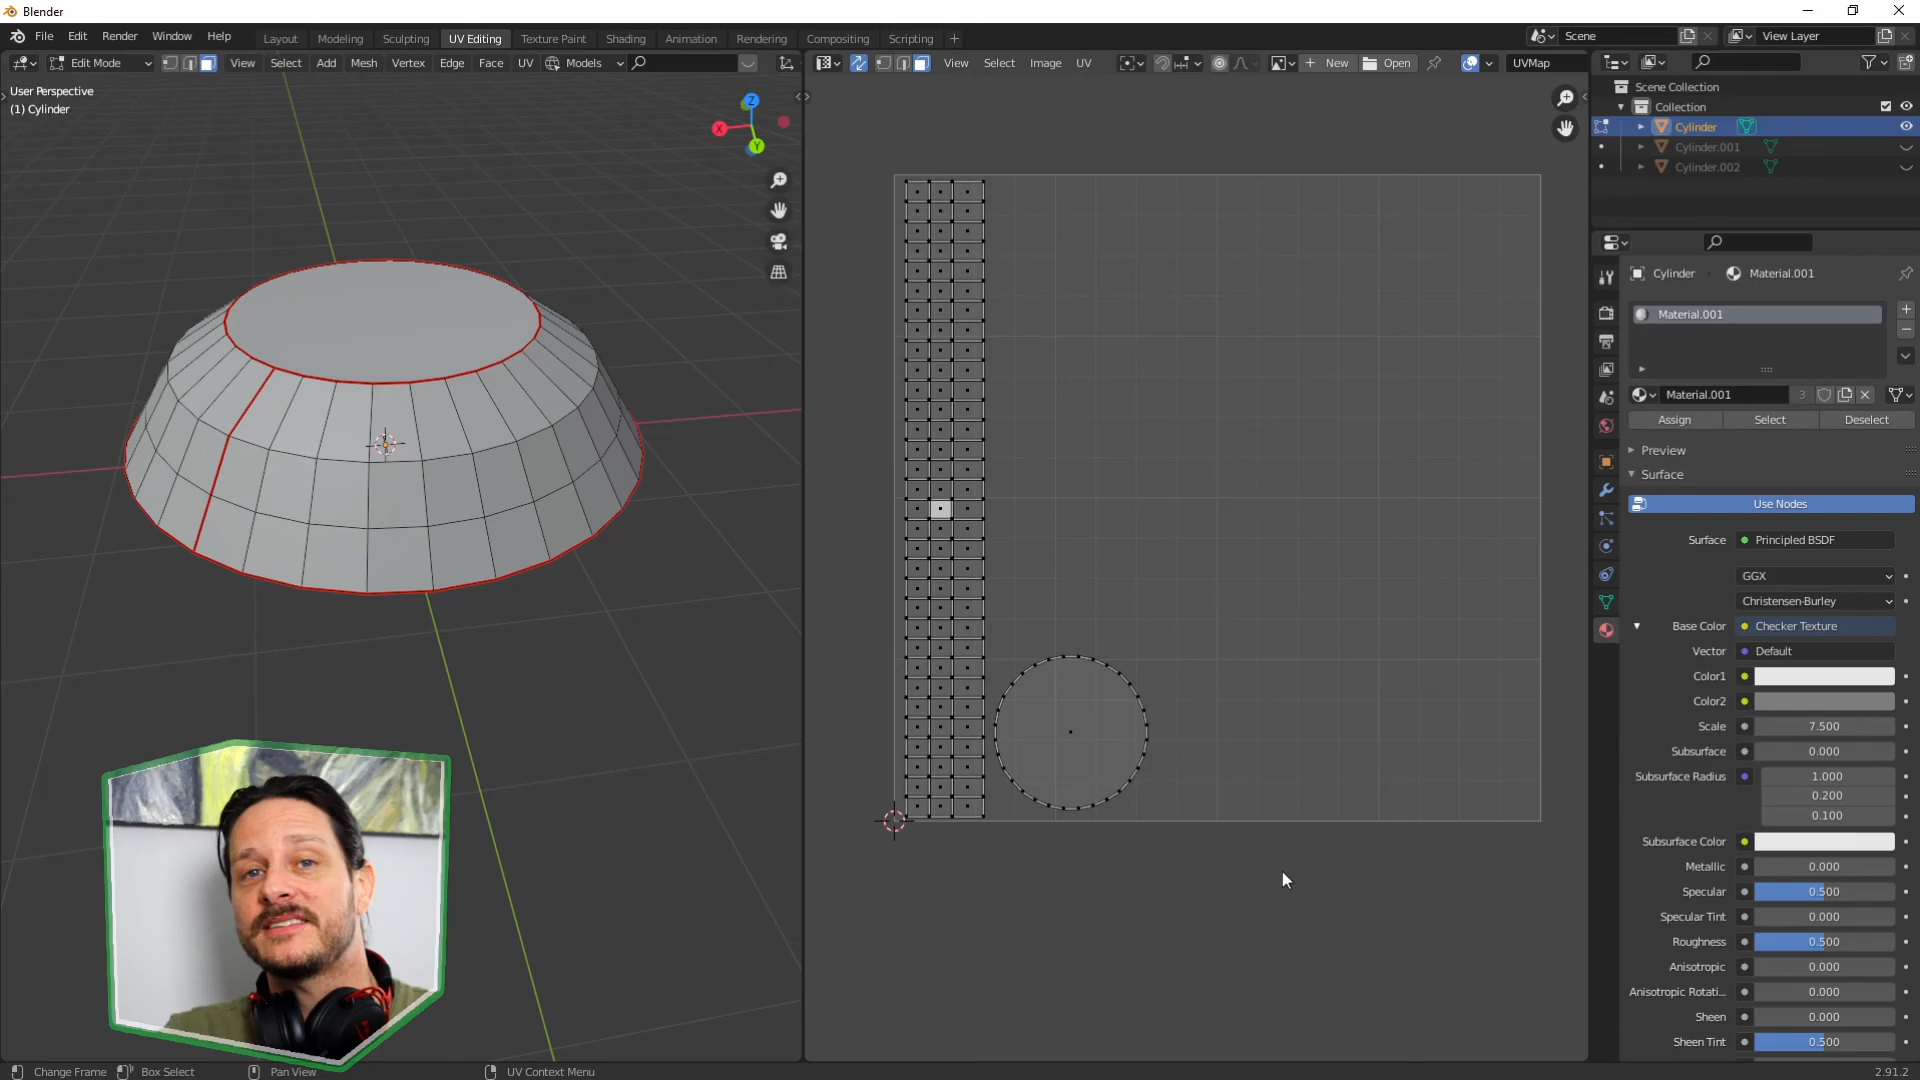 Blender
File Edit Render Window Help
Layout Modeling Sculpting UV Editing Texture Paint Shading Animation Rendering Compositing Scripting +
Scene
View Layer
Edit Mode
View Select Add Mesh Vertex Edge Face UV
Models
View Select Image UV
New
Open
UVMap
User Perspective
(1) Cylinder
Z
X
Y
Scene Collection
Collection
Cylinder
Cylinder.001
Cylinder.002
Cylinder
Material.001
Material.001
Material.001
3
Assign
Select
Deselect
Preview
Surface
Use Nodes
Surface
Principled BSDF
GGX
Christensen-Burley
Base Color
Checker Texture
Vector
Default
Color1
Color2
Scale
7.500
Subsurface
0.000
Subsurface Radius
1.000
0.200
0.100
Subsurface Color
Metallic
0.000
Specular
0.500
Specular Tint
0.000
Roughness
0.500
Anisotropic
0.000
Anisotropic Rotati...
0.000
Sheen
0.000
Sheen Tint
0.500
Change Frame
Box Select
Pan View
UV Context Menu
2.91.2